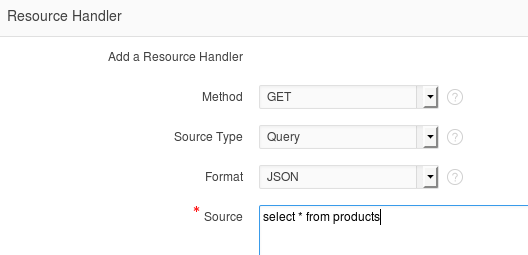 Resource Handler
Add a Resource Handler
Method GET ?
Source Type Query ?
Format JSON ?
* Source select * from products